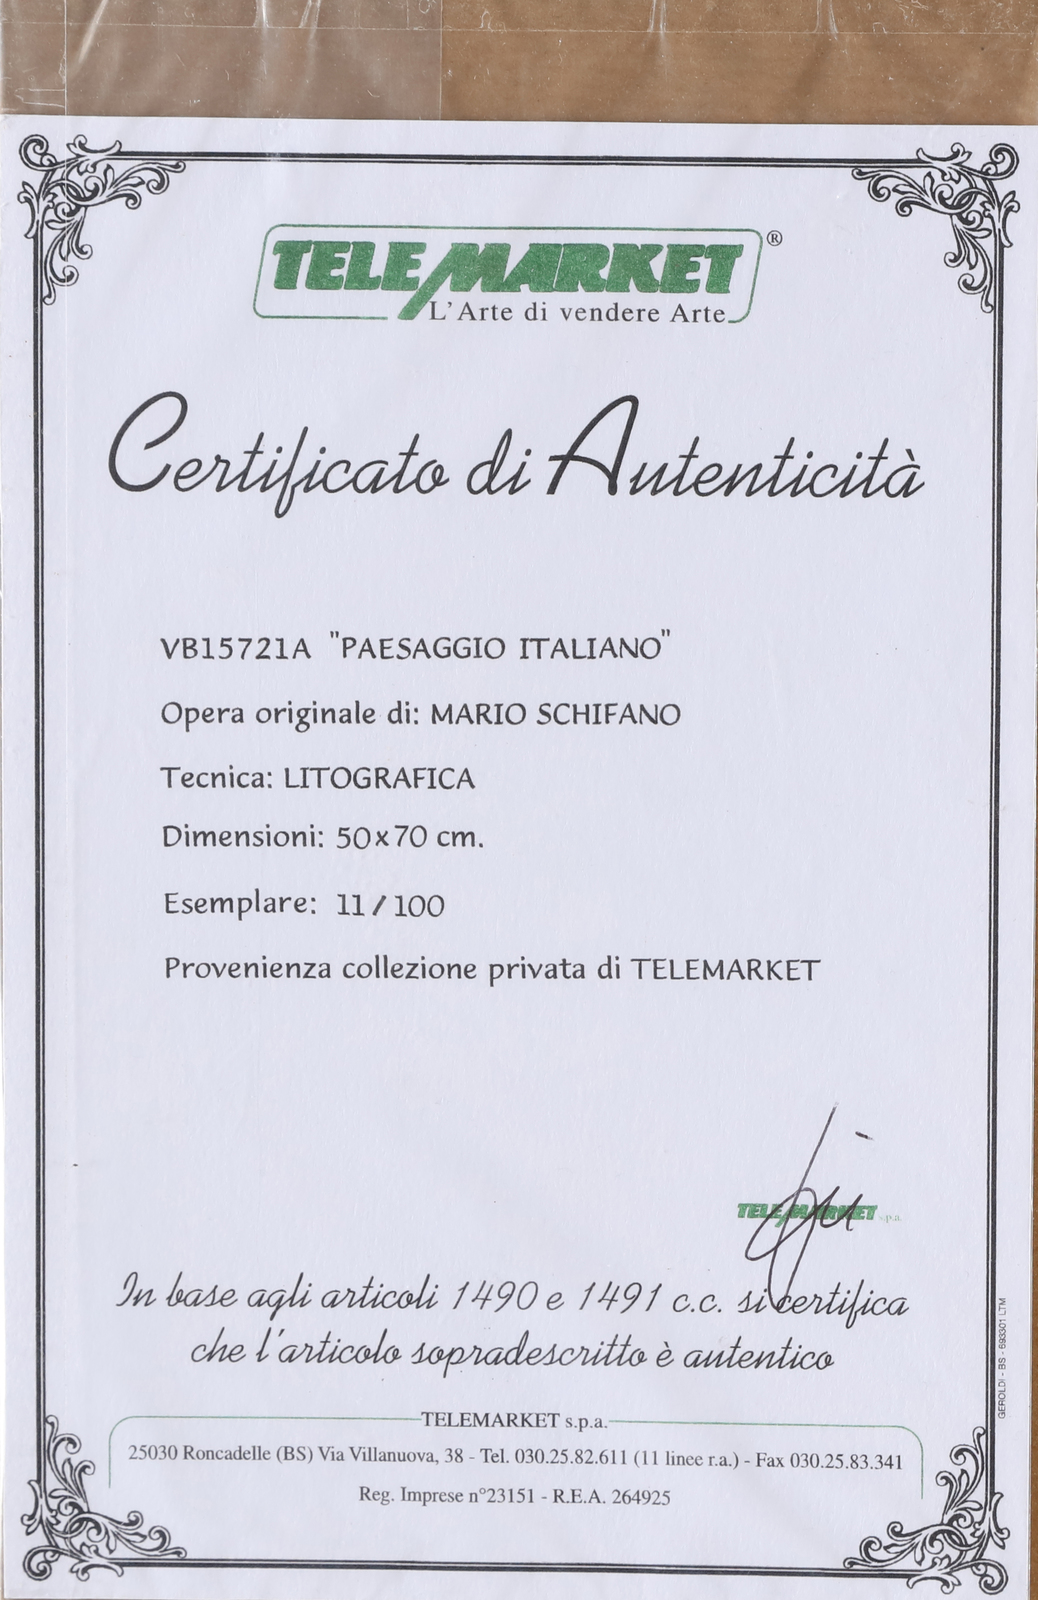 TELEMARKET®
L'Arte di vendere Arte
Certificato di Autenticità
VB15721A "PAESAGGIO ITALIANO"
Opera originale di: MARIO SCHIFANO
Tecnica: LITOGRAFICA
Dimensioni: 50x70 cm.
Esemplare: 11/100
Provenienza collezione privata di TELEMARKET
TELEMARKET s.p.a.
In base agli articoli 1490 e 1491 c.c. si certifica
che l'articolo sopradescritto è autentico
TELEMARKET s.p.a.
25030 Roncadelle (BS) Via Villanuova, 38 - Tel. 030.25.82.611 (11 linee r.a.) - Fax 030.25.83.341
Reg. Imprese n°23151 - R.E.A. 264925
GEROLDI - BS - 693301 LTM